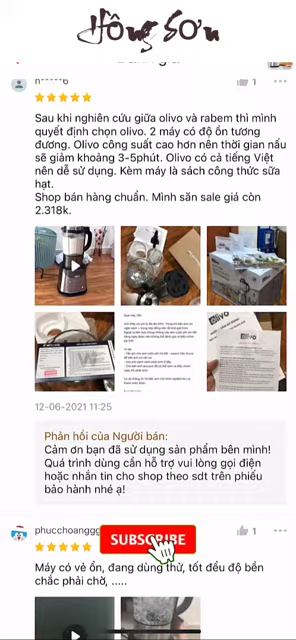 Hồng Sơn
n*****6
1
Sau khi nghiên cứu giữa olivo và rabem thì mình
quyết định chọn olivo. 2 máy có độ ồn tương
đương. Olivo công suất cao hơn nên thời gian nấu
sẽ giảm khoảng 3-5phút. Olivo có cả tiếng Việt
nên dễ sử dụng. Kèm máy là sách công thức sữa
hạt.
Shop bán hàng chuẩn. Mình săn sale giá còn
2.318k.
Olivo
12-06-2021 11:25
Phản hồi của Người bán:
Cảm ơn bạn đã sử dụng sản phẩm bên mình!
Quá trình dùng cần hỗ trợ vui lòng gọi điện
hoặc nhắn tin cho shop theo sđt trên phiếu
bảo hành nhé ạ!
phucchoanggg
SUBSCRIBE
1
Máy có vẻ ổn, đang dùng thử, tốt đểu độ bền
chắc phải chờ, .....